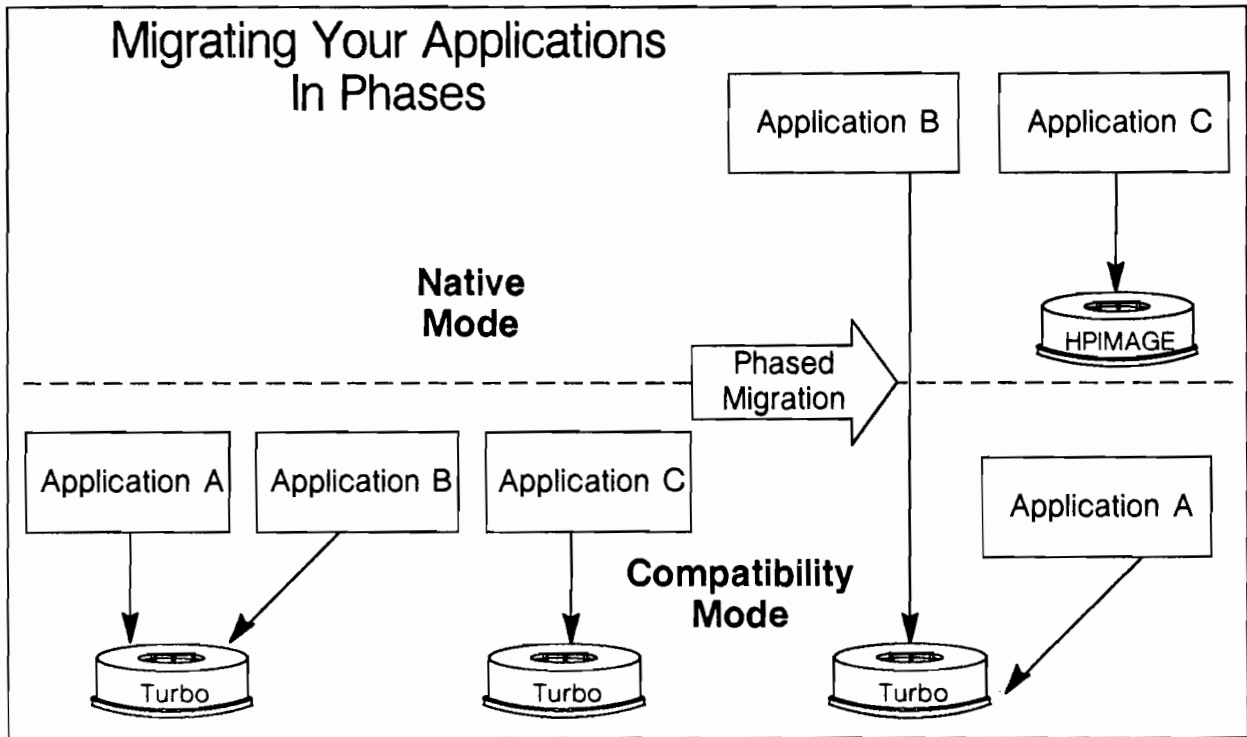 Migrating Your Applications
In Phases
Application B
Application C
Native
Mode
HPIMAGE
Phased
Migration
Application A
Application B
Application C
Application A
Compatibility
Mode
Turbo
Turbo
Turbo